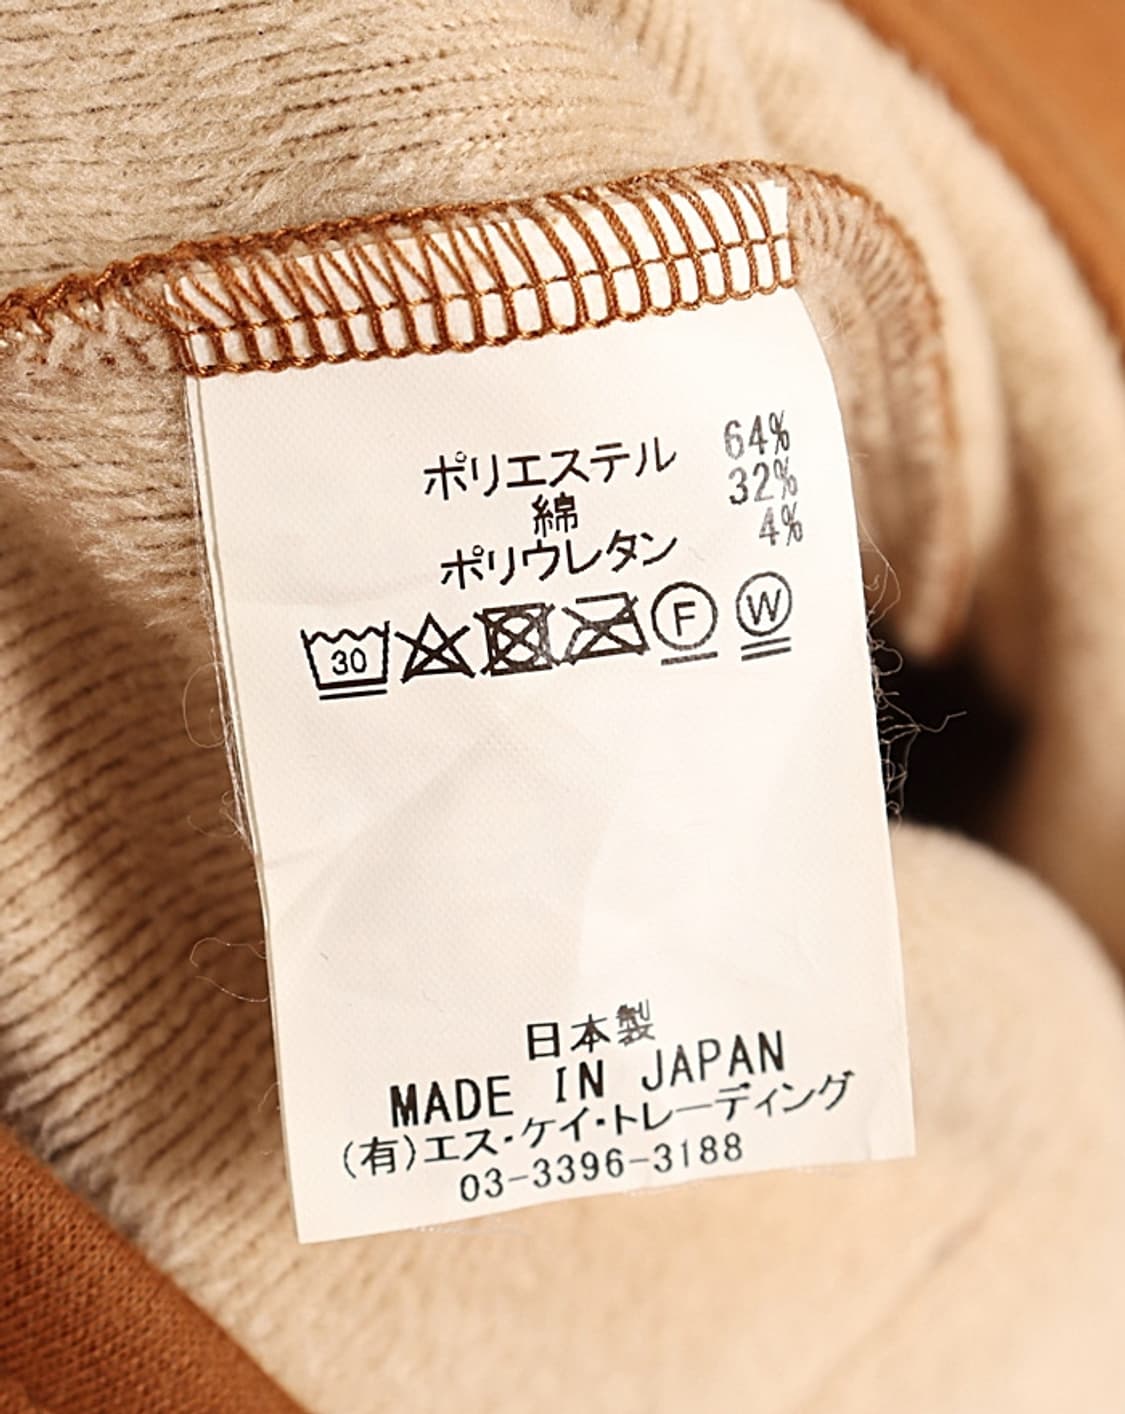 ポリエステル 64%
綿 32%
ポリウレタン 4%
30 F W
日本製
MADE IN JAPAN
(有)エス・ケイ・トレーディング
03-3396-3188